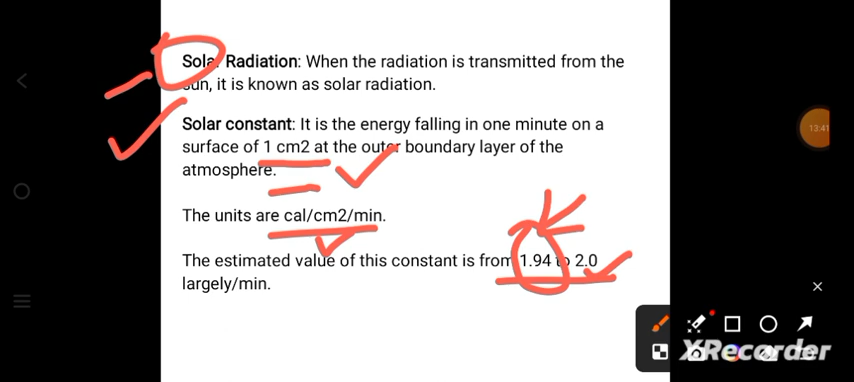 Solar Radiation: When the radiation is transmitted from the
sun, it is known as solar radiation.
Solar constant: It is the energy falling in one minute on a
surface of 1 cm2 at the outer boundary layer of the
atmosphere.
The units are cal/cm2/min.
The estimated value of this constant is from 1.94 to 2.0
largely/min.
13:41
XRecorder